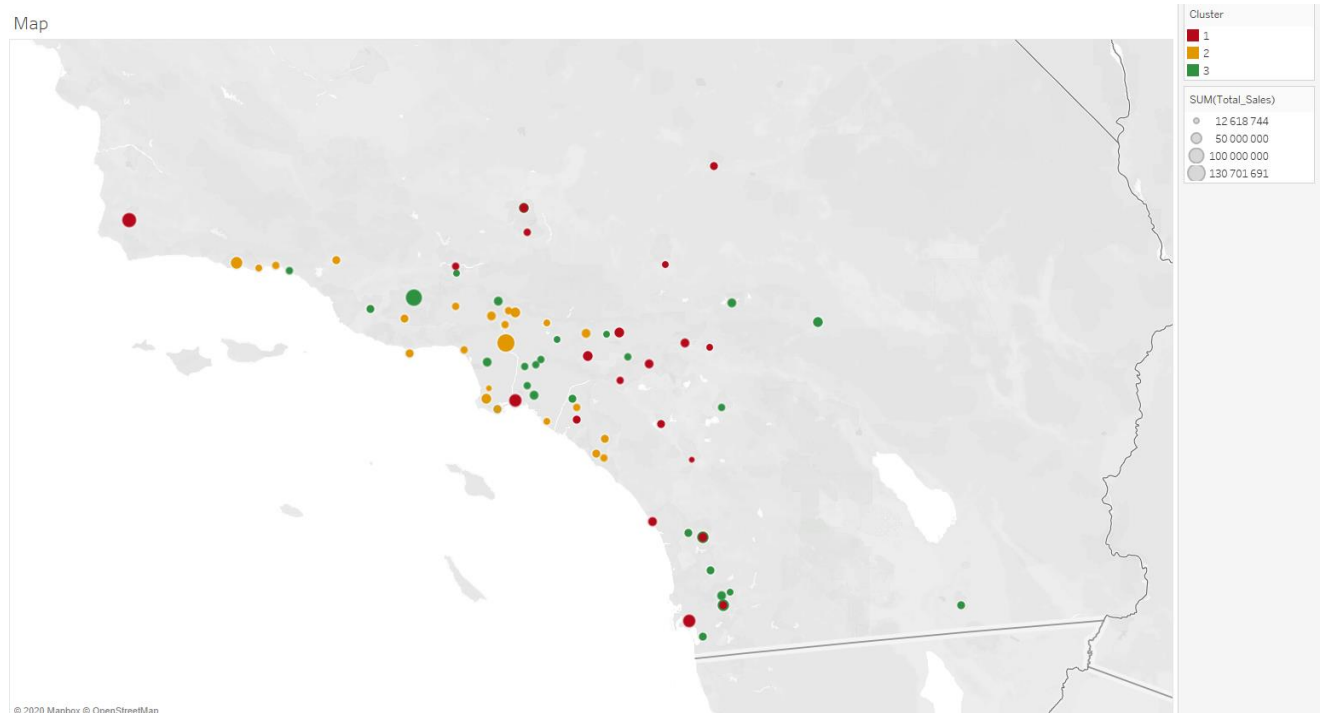 Map
Cluster
1
2
3
SUM(Total_Sales)
12 618 744
50 000 000
100 000 000
130 701 691
© 2020 Mapbox © OpenStreetMap